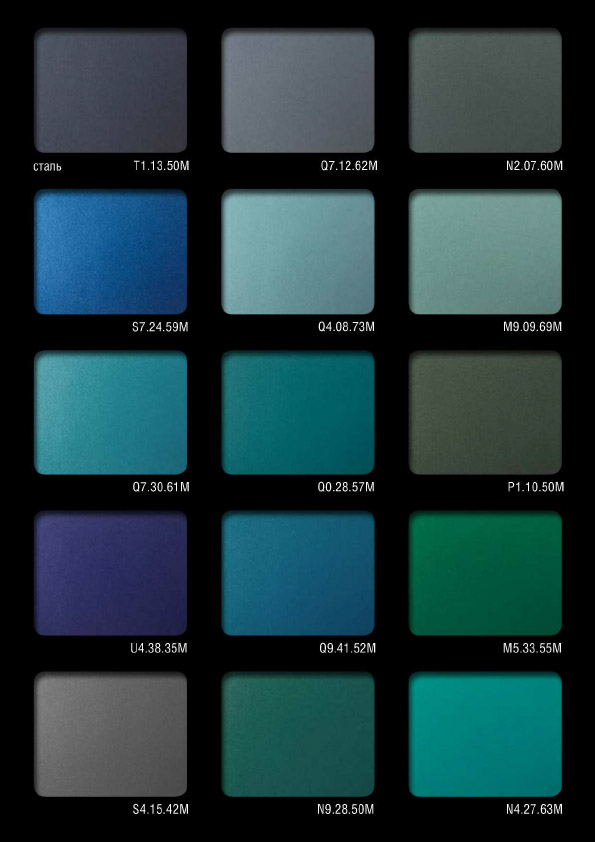 сталь T1.13.50M Q7.12.62M N2.07.60M
S7.24.59M Q4.08.73M M9.09.69M
Q7.30.61M Q0.28.57M P1.10.50M
U4.38.35M Q9.41.52M M5.33.55M
S4.15.42M N9.28.50M N4.27.63M